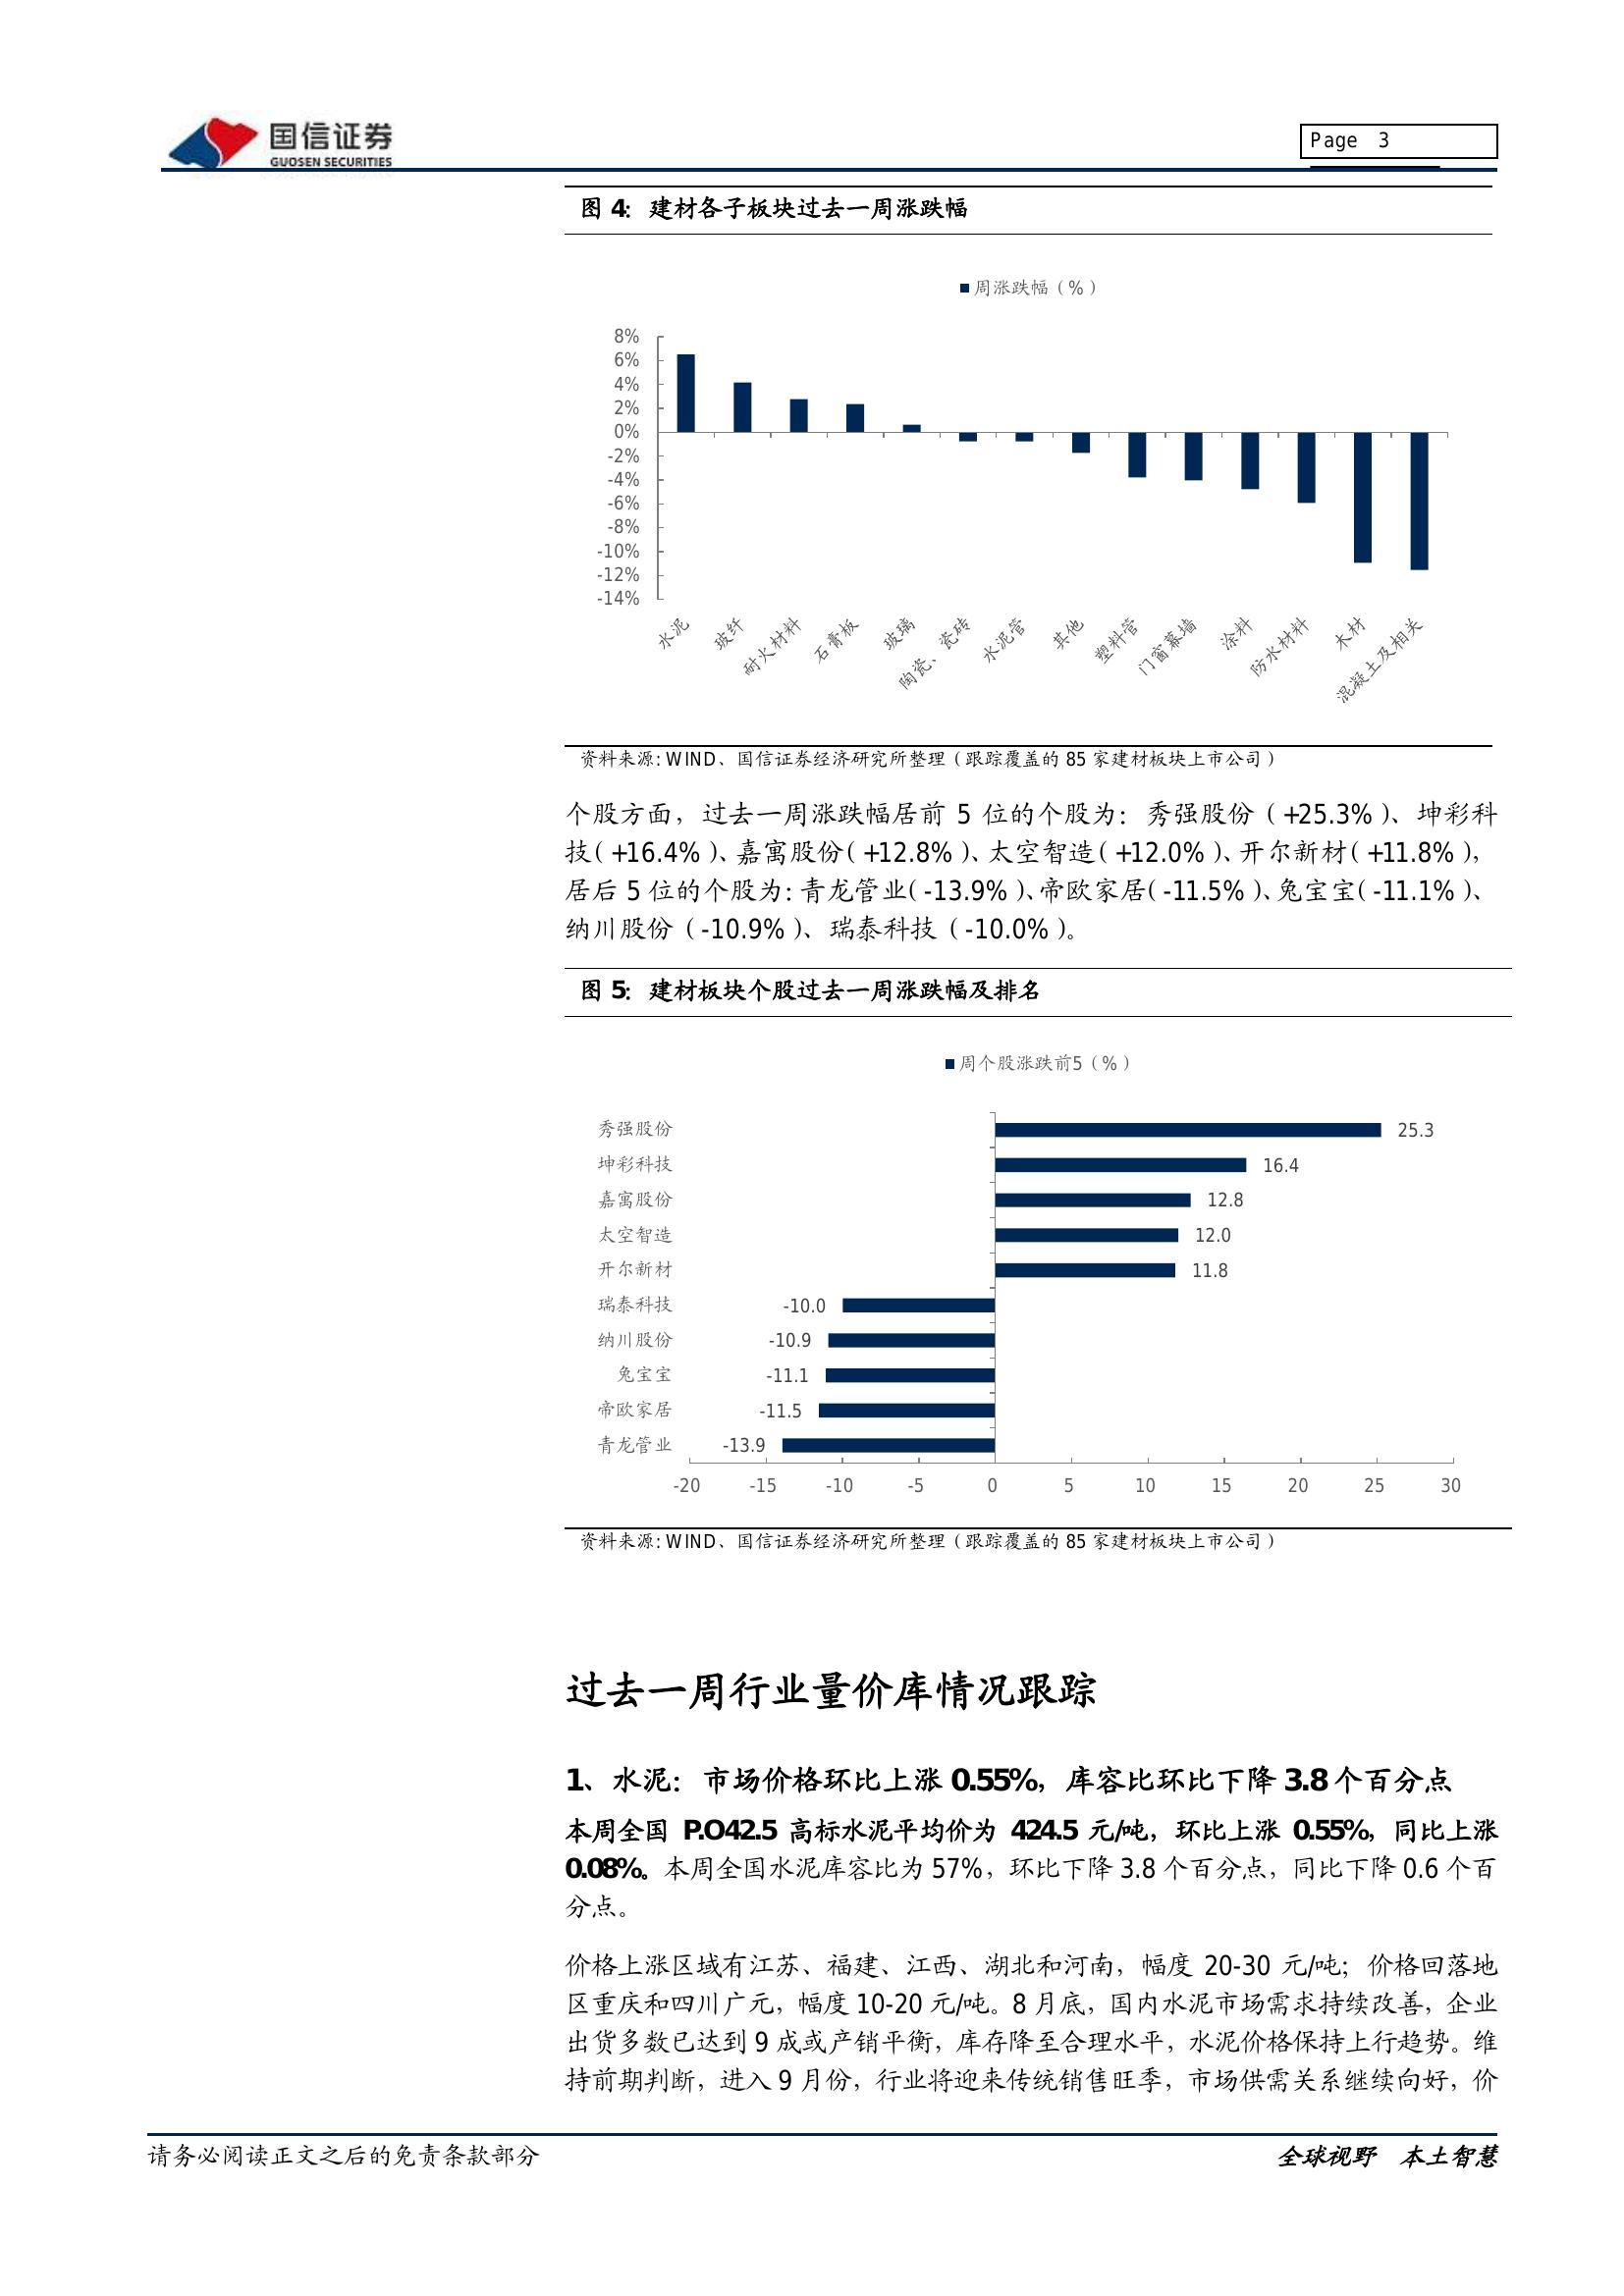 国信证券
GUOSEN SECURITIES
Page 3
图 4：建材各子板块过去一周涨跌幅
周涨跌幅（%）
8%
6%
4%
2%
0%
-2%
-4%
-6%
-8%
-10%
-12%
-14%
水泥
玻纤
耐火材料
石膏板
玻璃
陶瓷、瓷砖
水泥管
其他
塑料管
门窗幕墙
涂料
防水材料
木材
混凝土及相关
资料来源: WIND、国信证券经济研究所整理（跟踪覆盖的 85 家建材板块上市公司）
个股方面，过去一周涨跌幅居前 5 位的个股为：秀强股份（+25.3%）、坤彩科
技（+16.4%）、嘉寓股份（+12.8%）、太空智造（+12.0%）、开尔新材（+11.8%），
居后 5 位的个股为：青龙管业（-13.9%）、帝欧家居（-11.5%）、兔宝宝（-11.1%）、
纳川股份（-10.9%）、瑞泰科技（-10.0%）。
图 5：建材板块个股过去一周涨跌幅及排名
周个股涨跌前5（%）
秀强股份 25.3
坤彩科技 16.4
嘉寓股份 12.8
太空智造 12.0
开尔新材 11.8
瑞泰科技 -10.0
纳川股份 -10.9
兔宝宝 -11.1
帝欧家居 -11.5
青龙管业 -13.9
-20 -15 -10 -5 0 5 10 15 20 25 30
资料来源: WIND、国信证券经济研究所整理（跟踪覆盖的 85 家建材板块上市公司）
过去一周行业量价库情况跟踪
1、水泥：市场价格环比上涨 0.55%，库容比环比下降 3.8 个百分点
本周全国 P.O42.5 高标水泥平均价为 424.5 元/吨，环比上涨 0.55%，同比上涨
0.08%。本周全国水泥库容比为 57%，环比下降 3.8 个百分点，同比下降 0.6 个百
分点。
价格上涨区域有江苏、福建、江西、湖北和河南，幅度 20-30 元/吨；价格回落地
区重庆和四川广元，幅度 10-20 元/吨。8 月底，国内水泥市场需求持续改善，企业
出货多数已达到 9 成或产销平衡，库存降至合理水平，水泥价格保持上行趋势。维
持前期判断，进入 9 月份，行业将迎来传统销售旺季，市场供需关系继续向好，价
请务必阅读正文之后的免责条款部分
全球视野 本土智慧